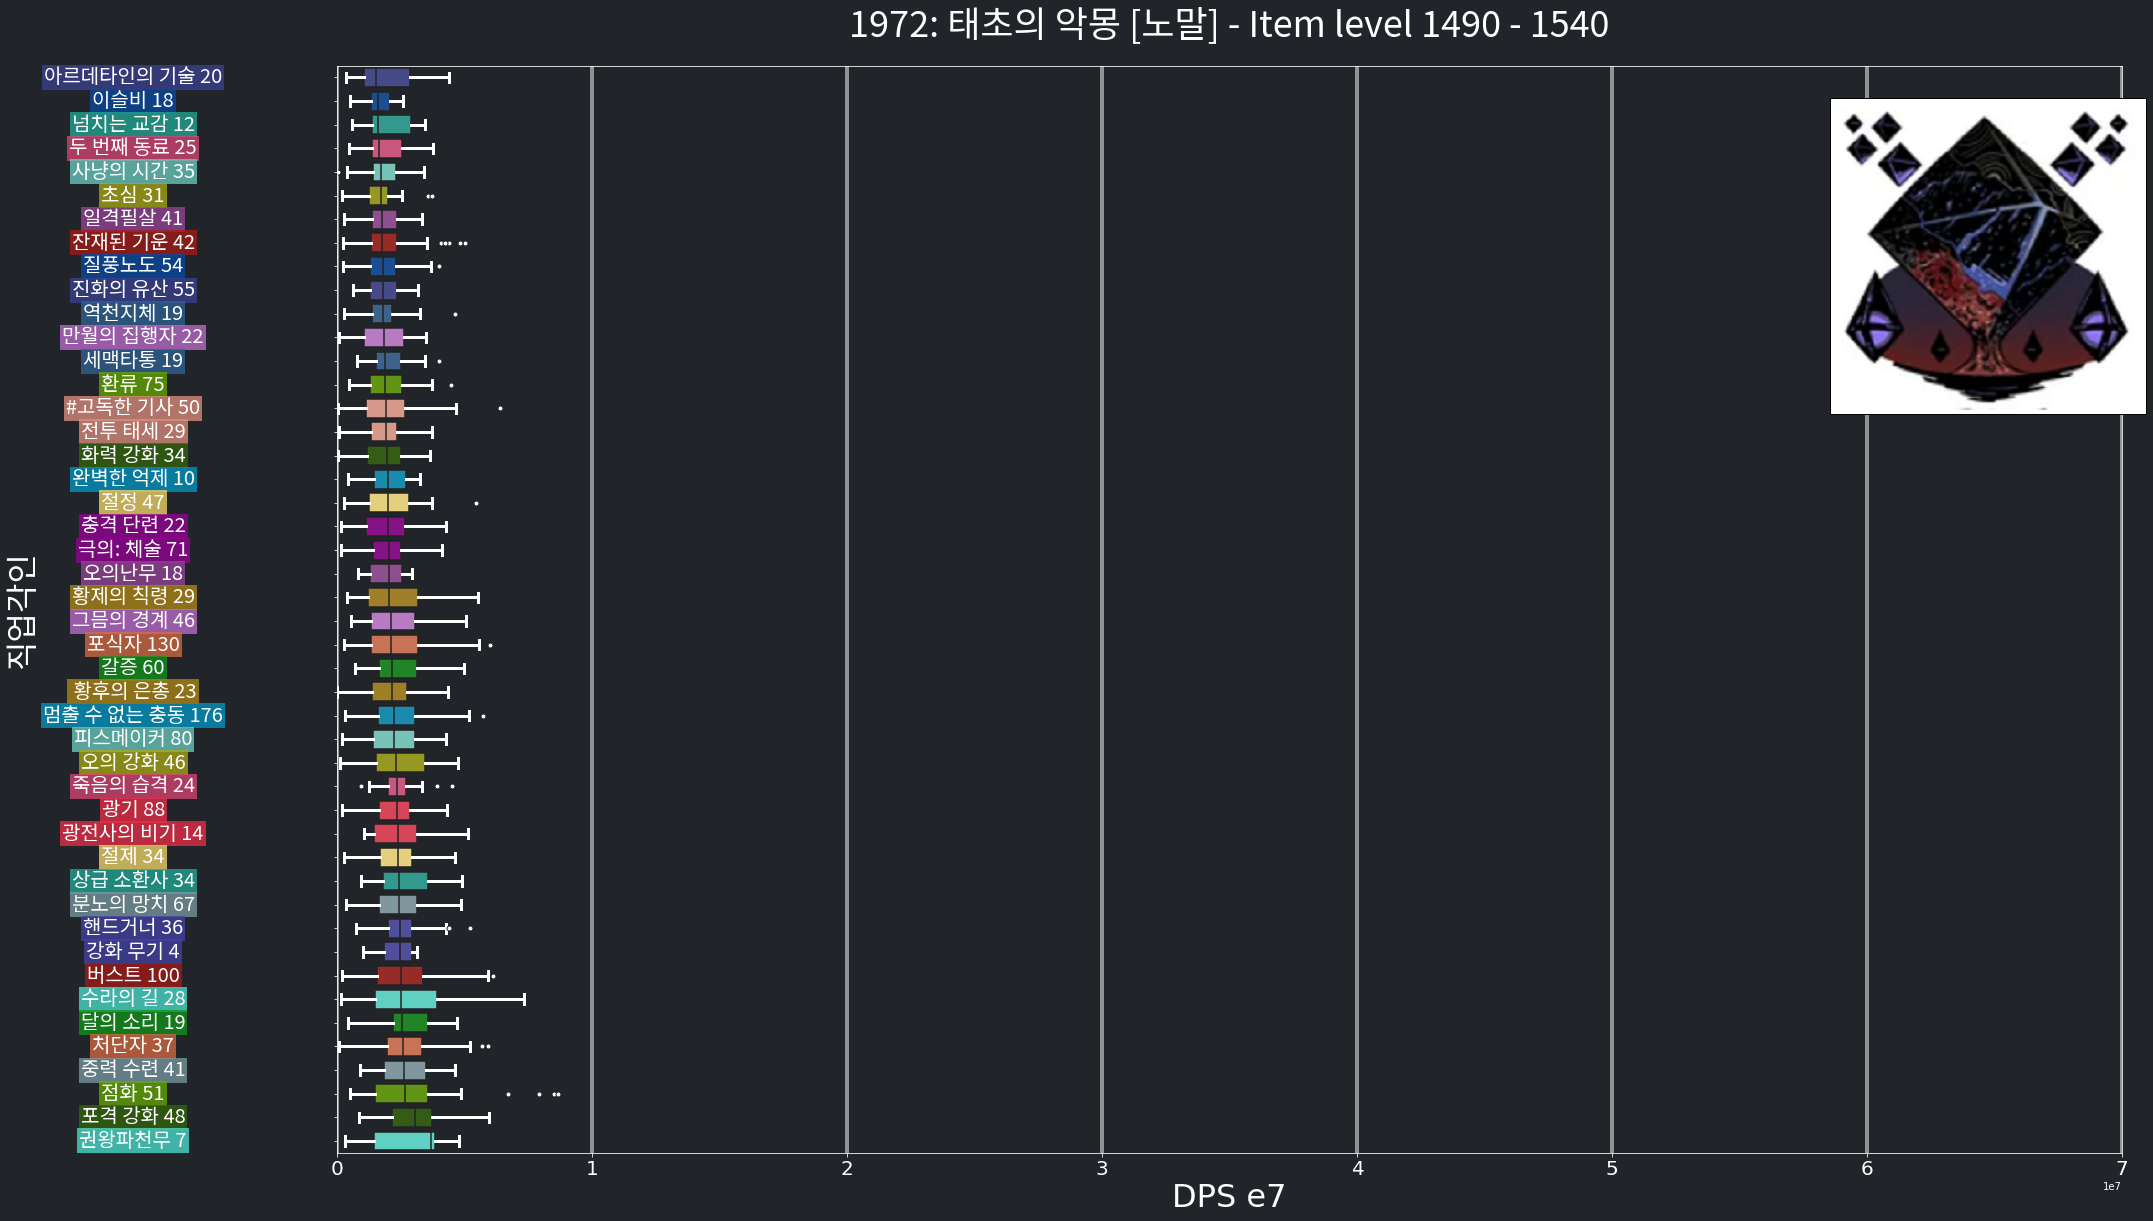 1972: 태초의 악몽 [노말] - Item level 1490 - 1540
아르데타인의 기술 20
이슬비 18
넘치는 교감 12
두 번째 동료 25
사냥의 시간 35
초심 31
일격필살 41
잔재된 기운 42
질풍노도 54
진화의 유산 55
역천지체 19
만월의 집행자 22
세맥타통 19
환류 75
#고독한 기사 50
전투 태세 29
화력 강화 34
완벽한 억제 10
절정 47
충격 단련 22
극의: 체술 71
오의난무 18
황제의 칙령 29
그믐의 경계 46
포식자 130
갈증 60
황후의 은총 23
멈출 수 없는 충동 176
피스메이커 80
오의 강화 46
죽음의 습격 24
광기 88
광전사의 비기 14
절제 34
상급 소환사 34
분노의 망치 67
핸드거너 36
강화 무기 4
버스트 100
수라의 길 28
달의 소리 19
처단자 37
중력 수련 41
점화 51
포격 강화 48
권왕파천무 7
직업각인
0 1 2 3 4 5 6 7
1e7
DPS e7